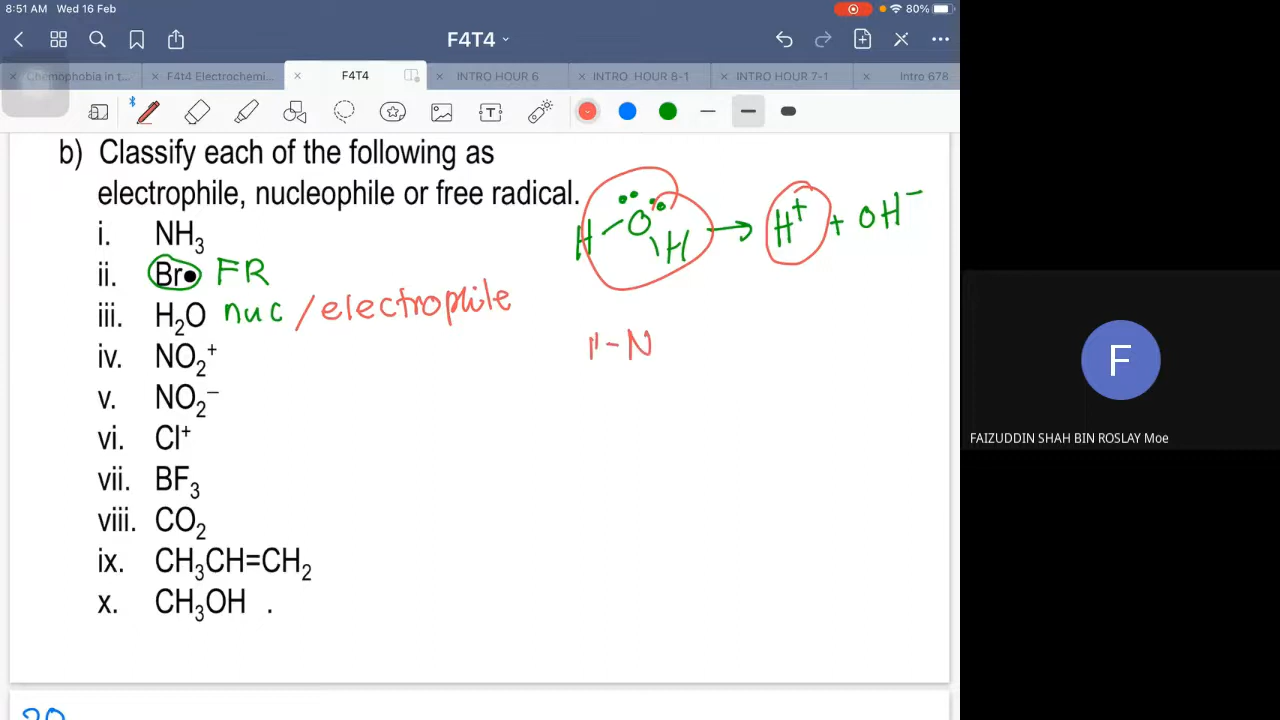 8:51 AM Wed 16 Feb
80%
F4T4
Chemophobia in t...
F4t4 Electrochemi...
F4T4
INTRO HOUR 6
INTRO HOUR 8-1
INTRO HOUR 7-1
Intro 678
b) Classify each of the following as
electrophile, nucleophile or free radical.
i. NH₃
ii. Br• FR
iii. H₂O nuc / electrophile
iv. NO₂⁺
v. NO₂⁻
vi. Cl⁺
vii. BF₃
viii. CO₂
ix. CH₃CH=CH₂
x. CH₃OH .
H–O
H → H⁺ + OH⁻
F
FAIZUDDIN SHAH BIN ROSLAY Moe